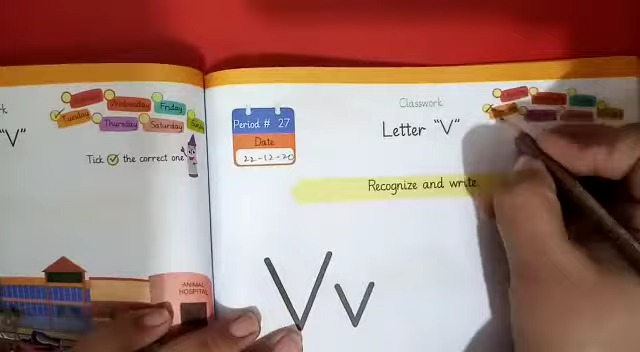 "V"
Wednesday
Friday
Tuesday
Thursday
Saturday
Tick the correct one
ANIMAL
HOSPITAL
Period # 27
Date
22-12-20
Classwork
Letter "V"
Recognize and write
V v